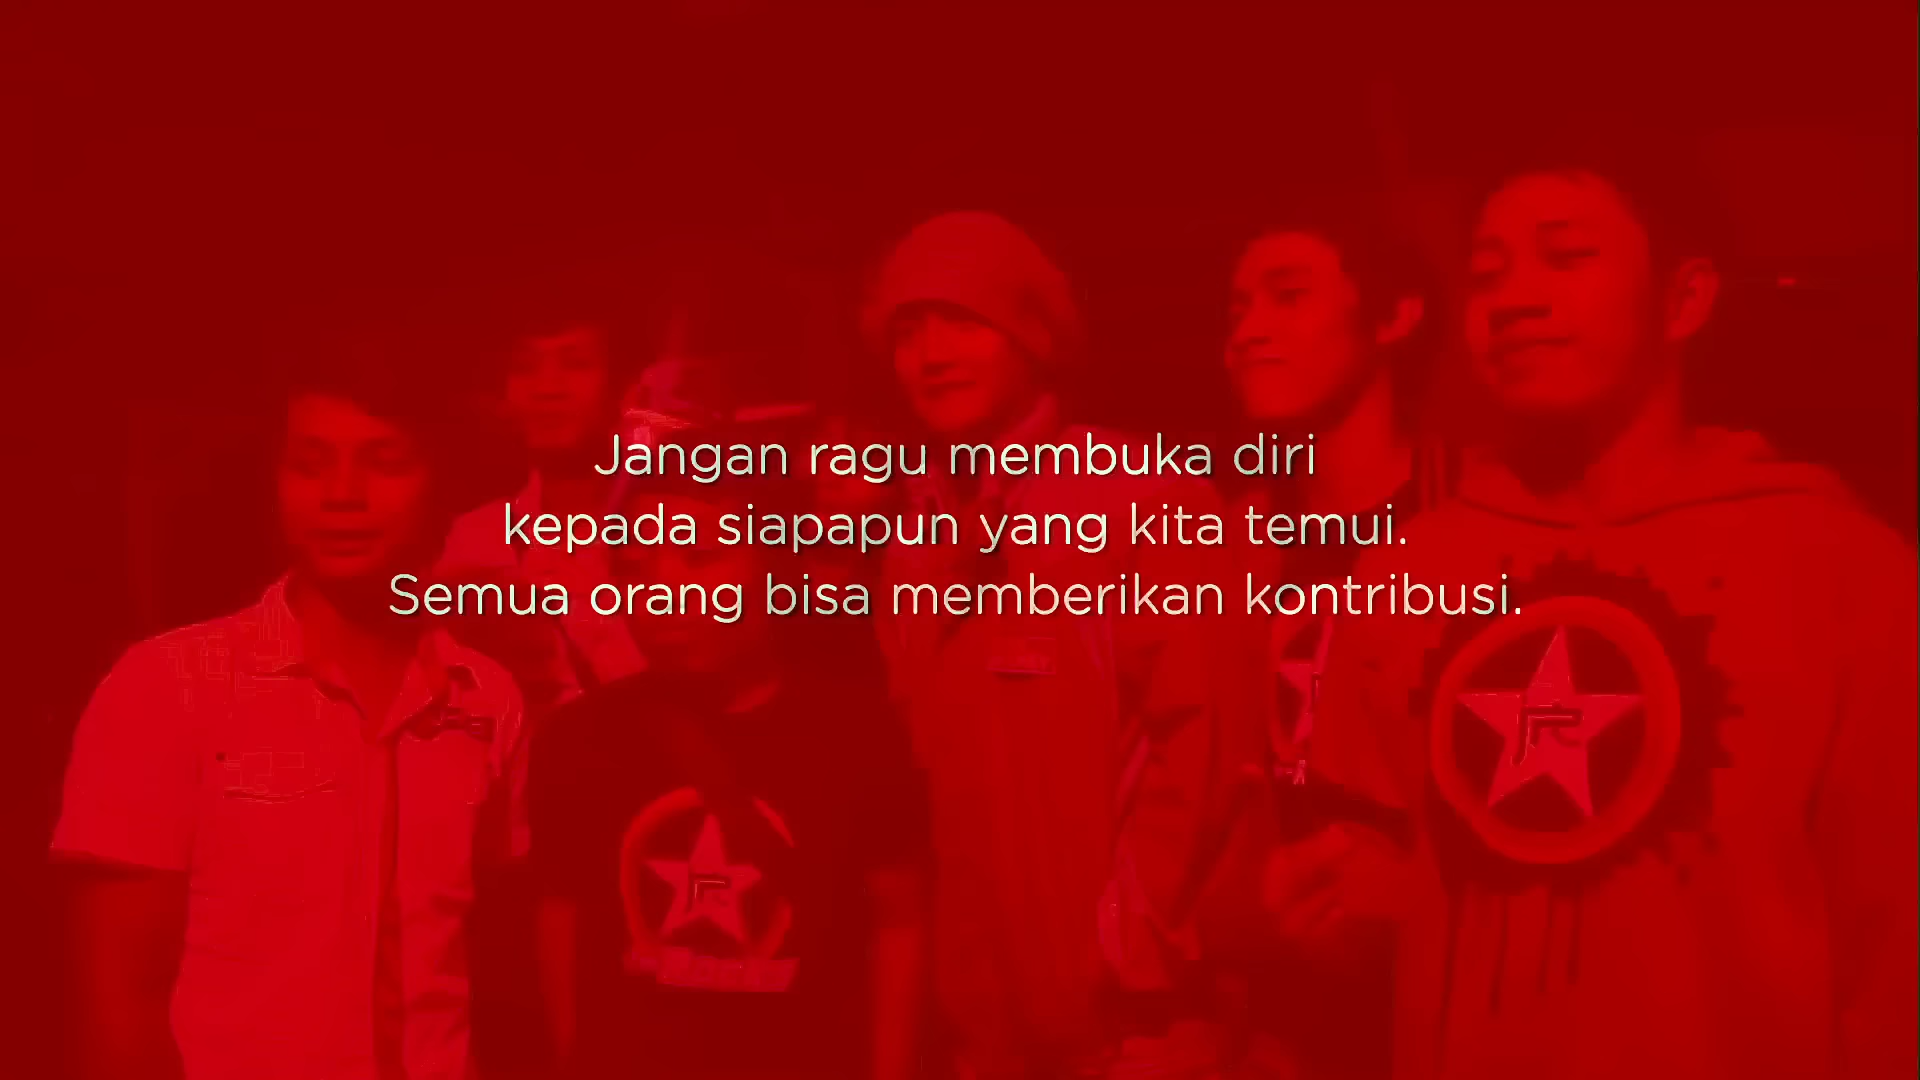 Jangan ragu membuka diri
kepada siapapun yang kita temui.
Semua orang bisa memberikan kontribusi.